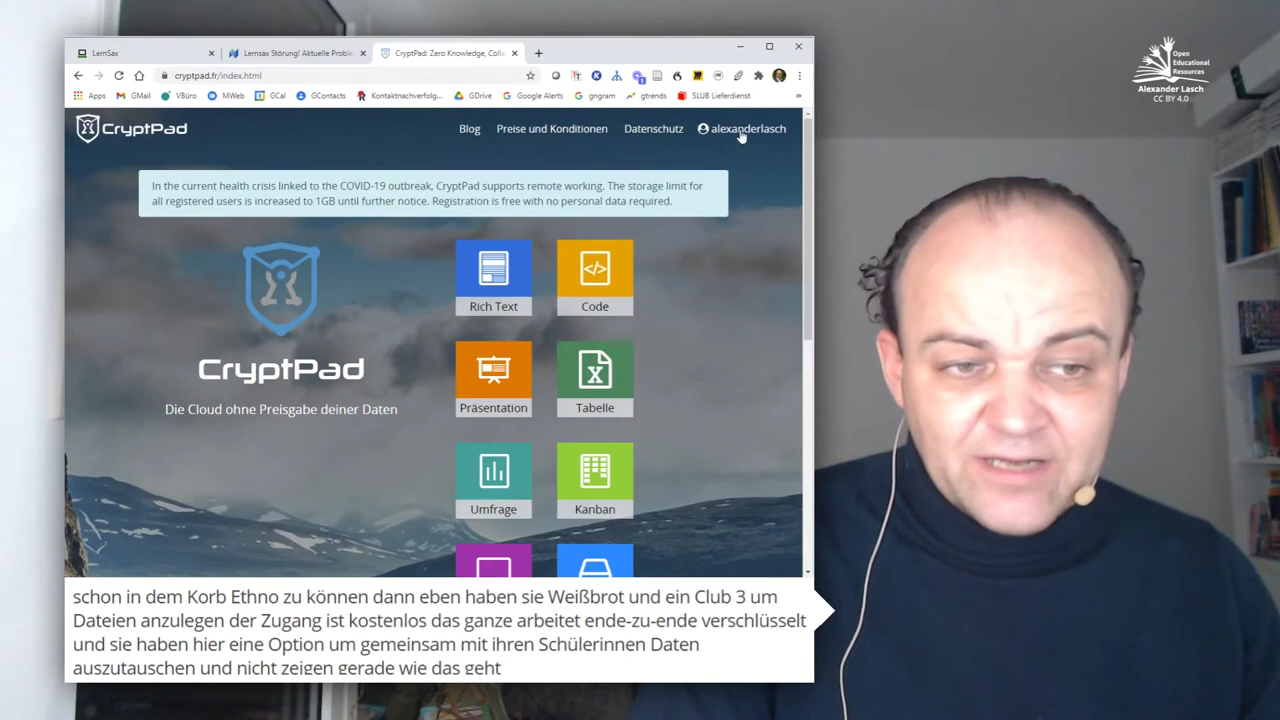 LernSax
Lernsax Störung! Aktuelle Proble
CryptPad: Zero Knowledge, Colla
cryptpad.fr/index.html
Apps
GMail
VBüro
MWeb
GCal
GContacts
Kontaktnachverfolg...
GDrive
Google Alerts
gngram
gtrends
SLUB Lieferdienst
CryptPad
Blog
Preise und Konditionen
Datenschutz
alexanderlasch
In the current health crisis linked to the COVID-19 outbreak, CryptPad supports remote working. The storage limit for
all registered users is increased to 1GB until further notice. Registration is free with no personal data required.
CryptPad
Die Cloud ohne Preisgabe deiner Daten
Rich Text
Code
Präsentation
Tabelle
Umfrage
Kanban
schon in dem Korb Ethno zu können dann eben haben sie Weißbrot und ein Club 3 um
Dateien anzulegen der Zugang ist kostenlos das ganze arbeitet ende-zu-ende verschlüsselt
und sie haben hier eine Option um gemeinsam mit ihren Schülerinnen Daten
auszutauschen und nicht zeigen gerade wie das geht
Open
Educational
Resources
Alexander Lasch
CC BY 4.0